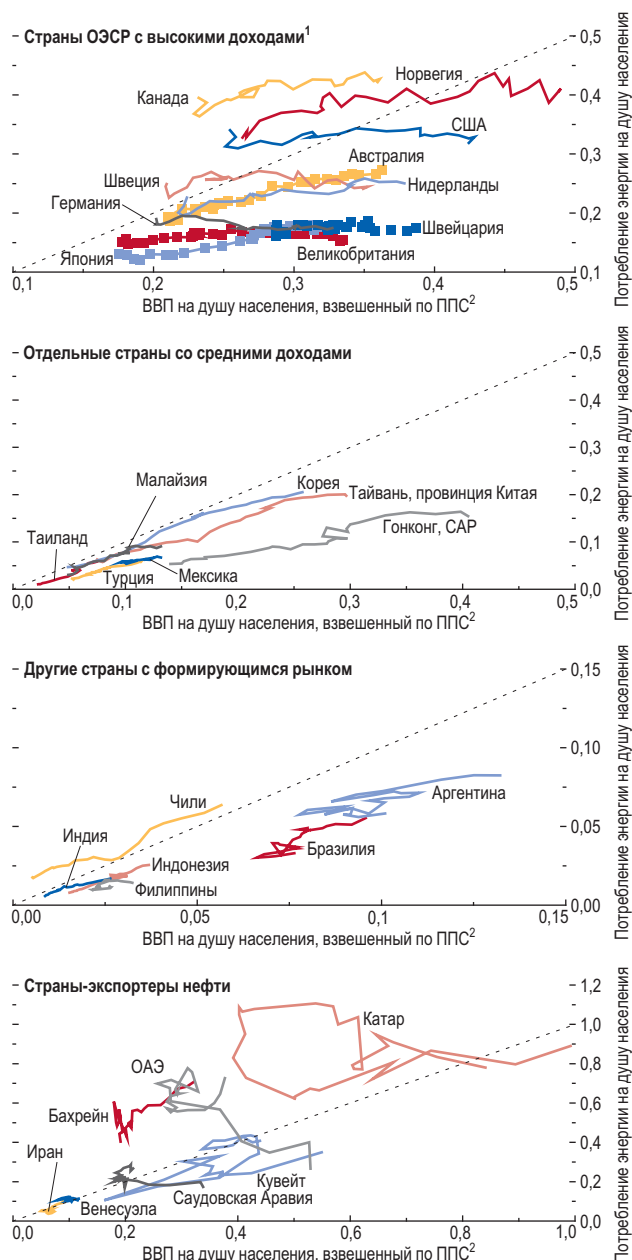 Страны ОЭСР с высокими доходами¹
0,5
0,4
0,3
0,2
0,1
Канада
Норвегия
США
Австралия
Швеция
Нидерланды
Германия
Швейцария
Япония
Великобритания
0,1
0,2
0,3
0,4
0,5
ВВП на душу населения, взвешенный по ППС²
Потребление энергии на душу населения
Отдельные страны со средними доходами
0,5
0,4
0,3
0,2
0,1
0,0
Малайзия
Корея
Тайвань, провинция Китая
Таиланд
Гонконг, САР
Турция
Мексика
0,0
0,1
0,2
0,3
0,4
0,5
ВВП на душу населения, взвешенный по ППС²
Потребление энергии на душу населения
Другие страны с формирующимся рынком
0,15
0,10
0,05
0,00
Чили
Аргентина
Индия
Бразилия
Индонезия
Филиппины
0,00
0,05
0,1
0,15
ВВП на душу населения, взвешенный по ППС²
Потребление энергии на душу населения
Страны-экспортеры нефти
1,2
1,0
0,8
0,6
0,4
0,2
0,0
Катар
ОАЭ
Бахрейн
Иран
Кувейт
Саудовская Аравия
Венесуэла
0,0
0,2
0,4
0,6
0,8
1,0
ВВП на душу населения, взвешенный по ППС²
Потребление энергии на душу населения